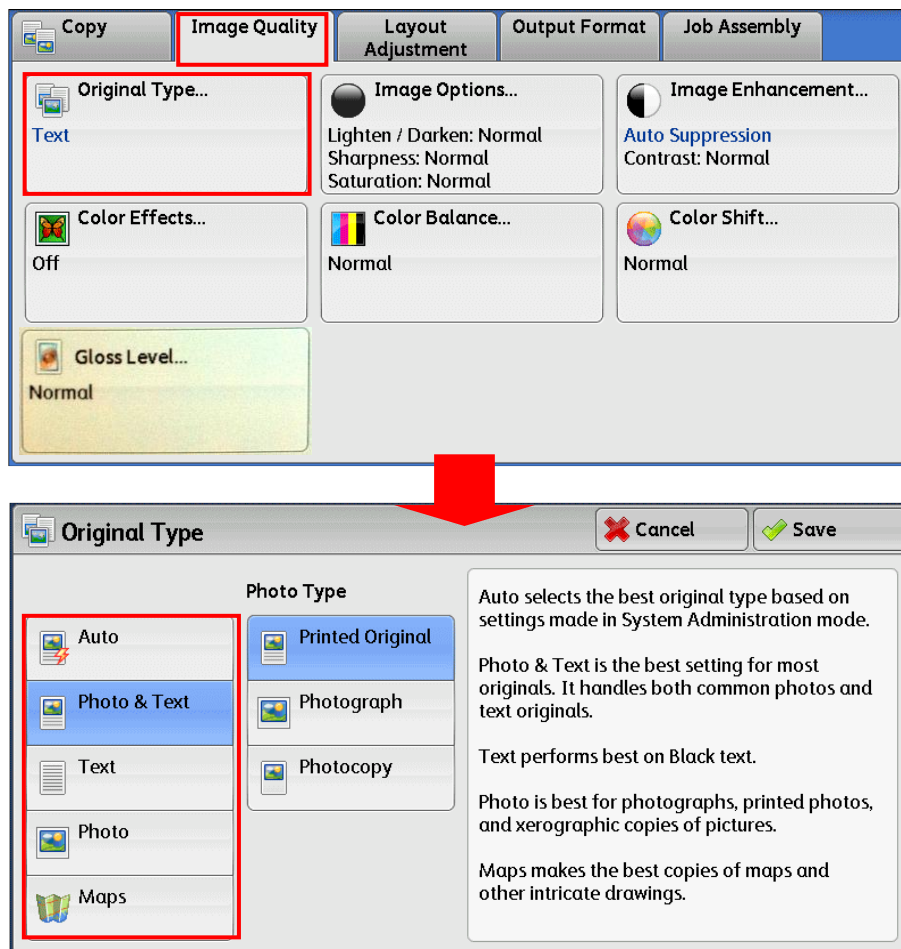 Copy
Image Quality
Layout
Adjustment
Output Format
Job Assembly
Original Type...
Text
Image Options...
Lighten / Darken: Normal
Sharpness: Normal
Saturation: Normal
Image Enhancement...
Auto Suppression
Contrast: Normal
Color Effects...
Off
Color Balance...
Normal
Color Shift...
Normal
Gloss Level...
Normal
Original Type
Cancel
Save
Auto
Photo & Text
Text
Photo
Maps
Photo Type
Printed Original
Photograph
Photocopy
Auto selects the best original type based on
settings made in System Administration mode.
Photo & Text is the best setting for most
originals. It handles both common photos and
text originals.
Text performs best on Black text.
Photo is best for photographs, printed photos,
and xerographic copies of pictures.
Maps makes the best copies of maps and
other intricate drawings.